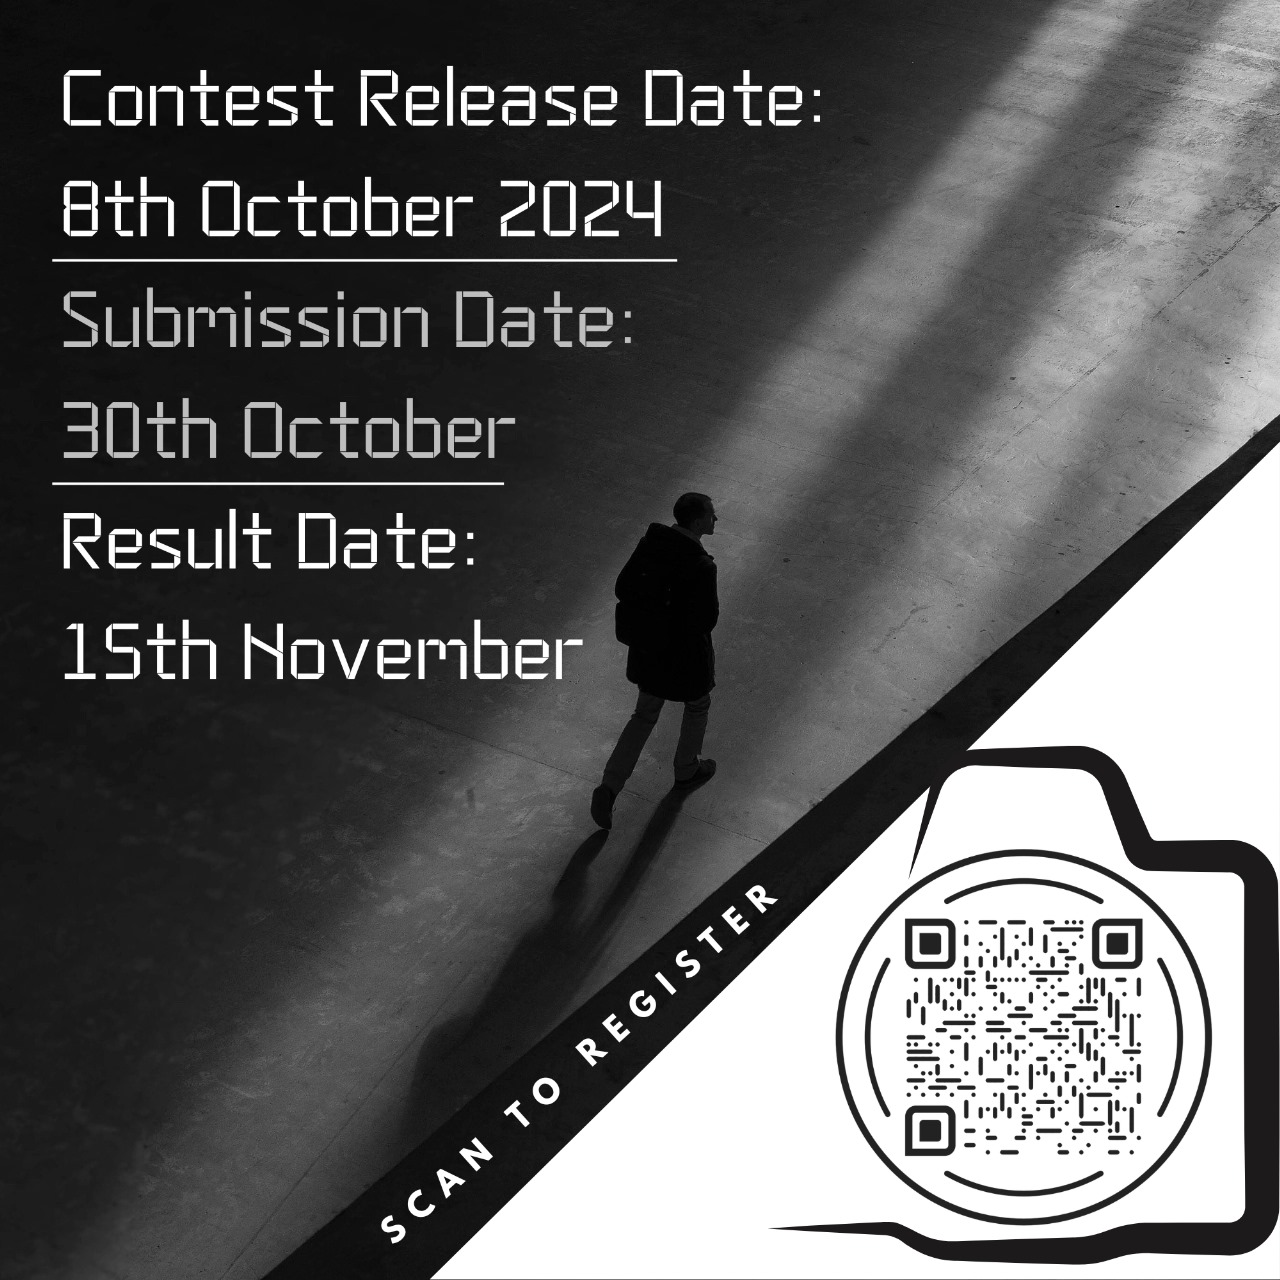 Contest Release Date:
8th October 2024
Submission Date:
30th October
Result Date:
15th November
SCAN TO REGISTER